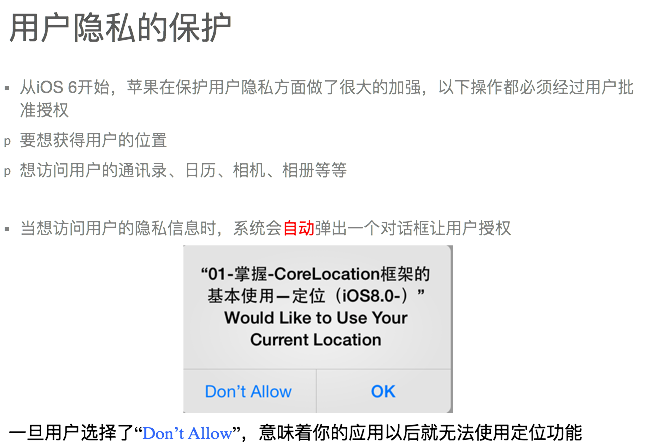 用户隐私的保护
▪ 从iOS 6开始，苹果在保护用户隐私方面做了很大的加强，以下操作都必须经过用户批
准授权
p 要想获得用户的位置
p 想访问用户的通讯录、日历、相机、相册等等
▪ 当想访问用户的隐私信息时，系统会自动弹出一个对话框让用户授权
“01-掌握-CoreLocation框架的
基本使用—定位（iOS8.0-）”
Would Like to Use Your
Current Location
Don't Allow
OK
一旦用户选择了“Don’t Allow”，意味着你的应用以后就无法使用定位功能